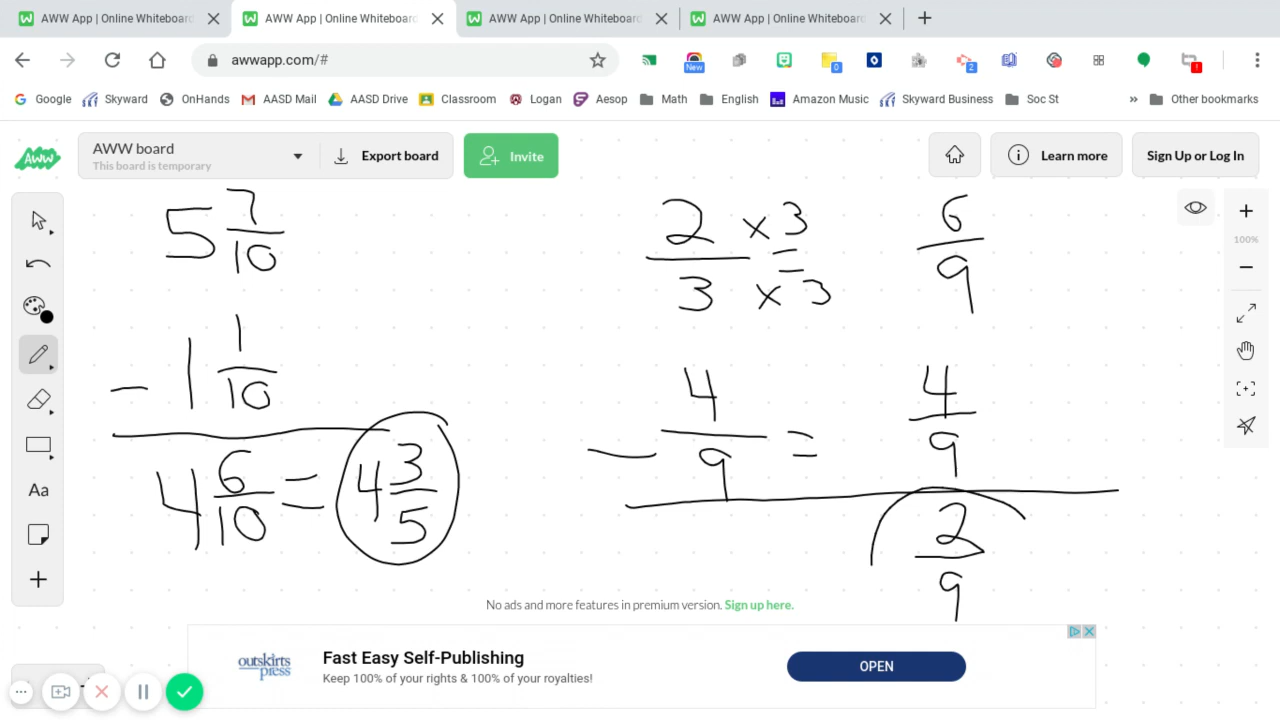 AWW App | Online Whiteboard
AWW App | Online Whiteboard
AWW App | Online Whiteboard
AWW App | Online Whiteboard
awwapp.com/#
New
0
2
!
Google
Skyward
OnHands
AASD Mail
AASD Drive
Classroom
Logan
Aesop
Math
English
Amazon Music
Skyward Business
Soc St
»
Other bookmarks
AWW
AWW board
This board is temporary
Export board
Invite
Learn more
Sign Up or Log In
100%
Aa
5 7/10
- 1 1/10
4 6/10 = 4 3/5
2/3 × 3 / × 3 = 6/9
- 4/9 = 4/9
2/9
No ads and more features in premium version. Sign up here.
outskirts press
Fast Easy Self-Publishing
Keep 100% of your rights & 100% of your royalties!
OPEN